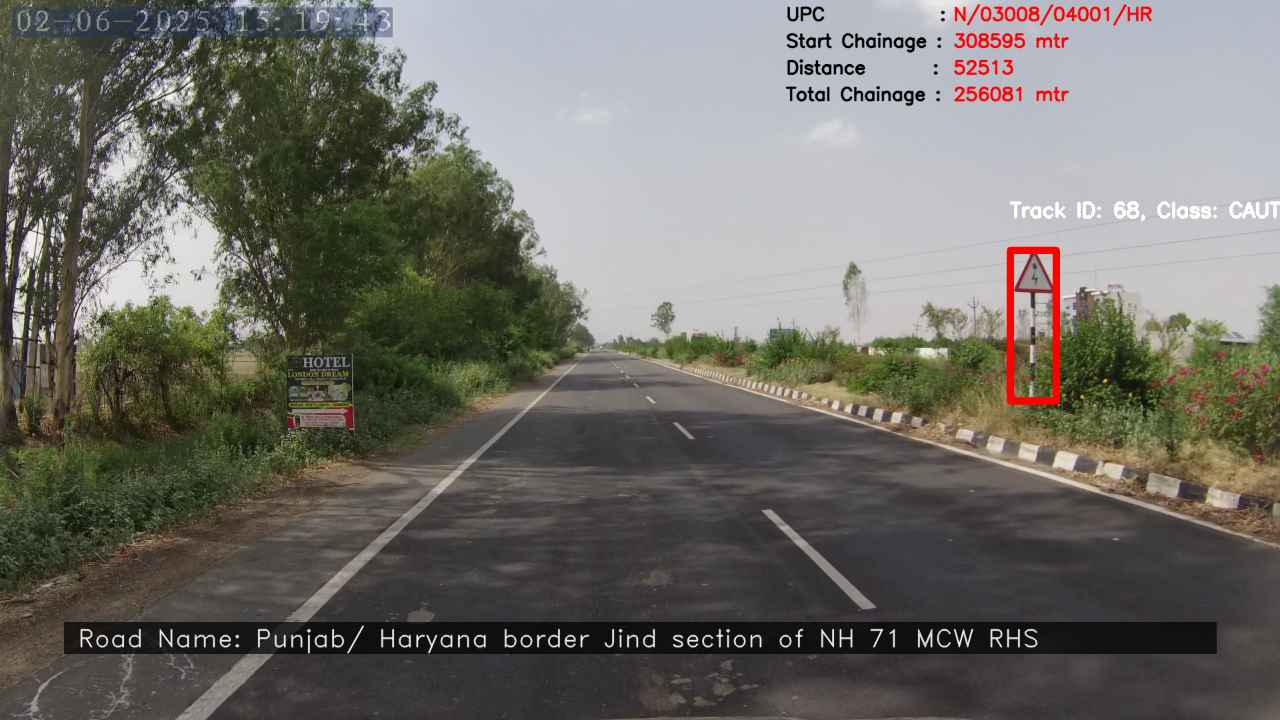 02-06-2025 15:19:43
UPC : N/03008/04001/HR
Start Chainage : 308595 mtr
Distance : 52513
Total Chainage : 256081 mtr
Track ID: 68, Class: CAUT
HOTEL
LONDON DREAM
Road Name: Punjab/ Haryana border Jind section of NH 71 MCW RHS